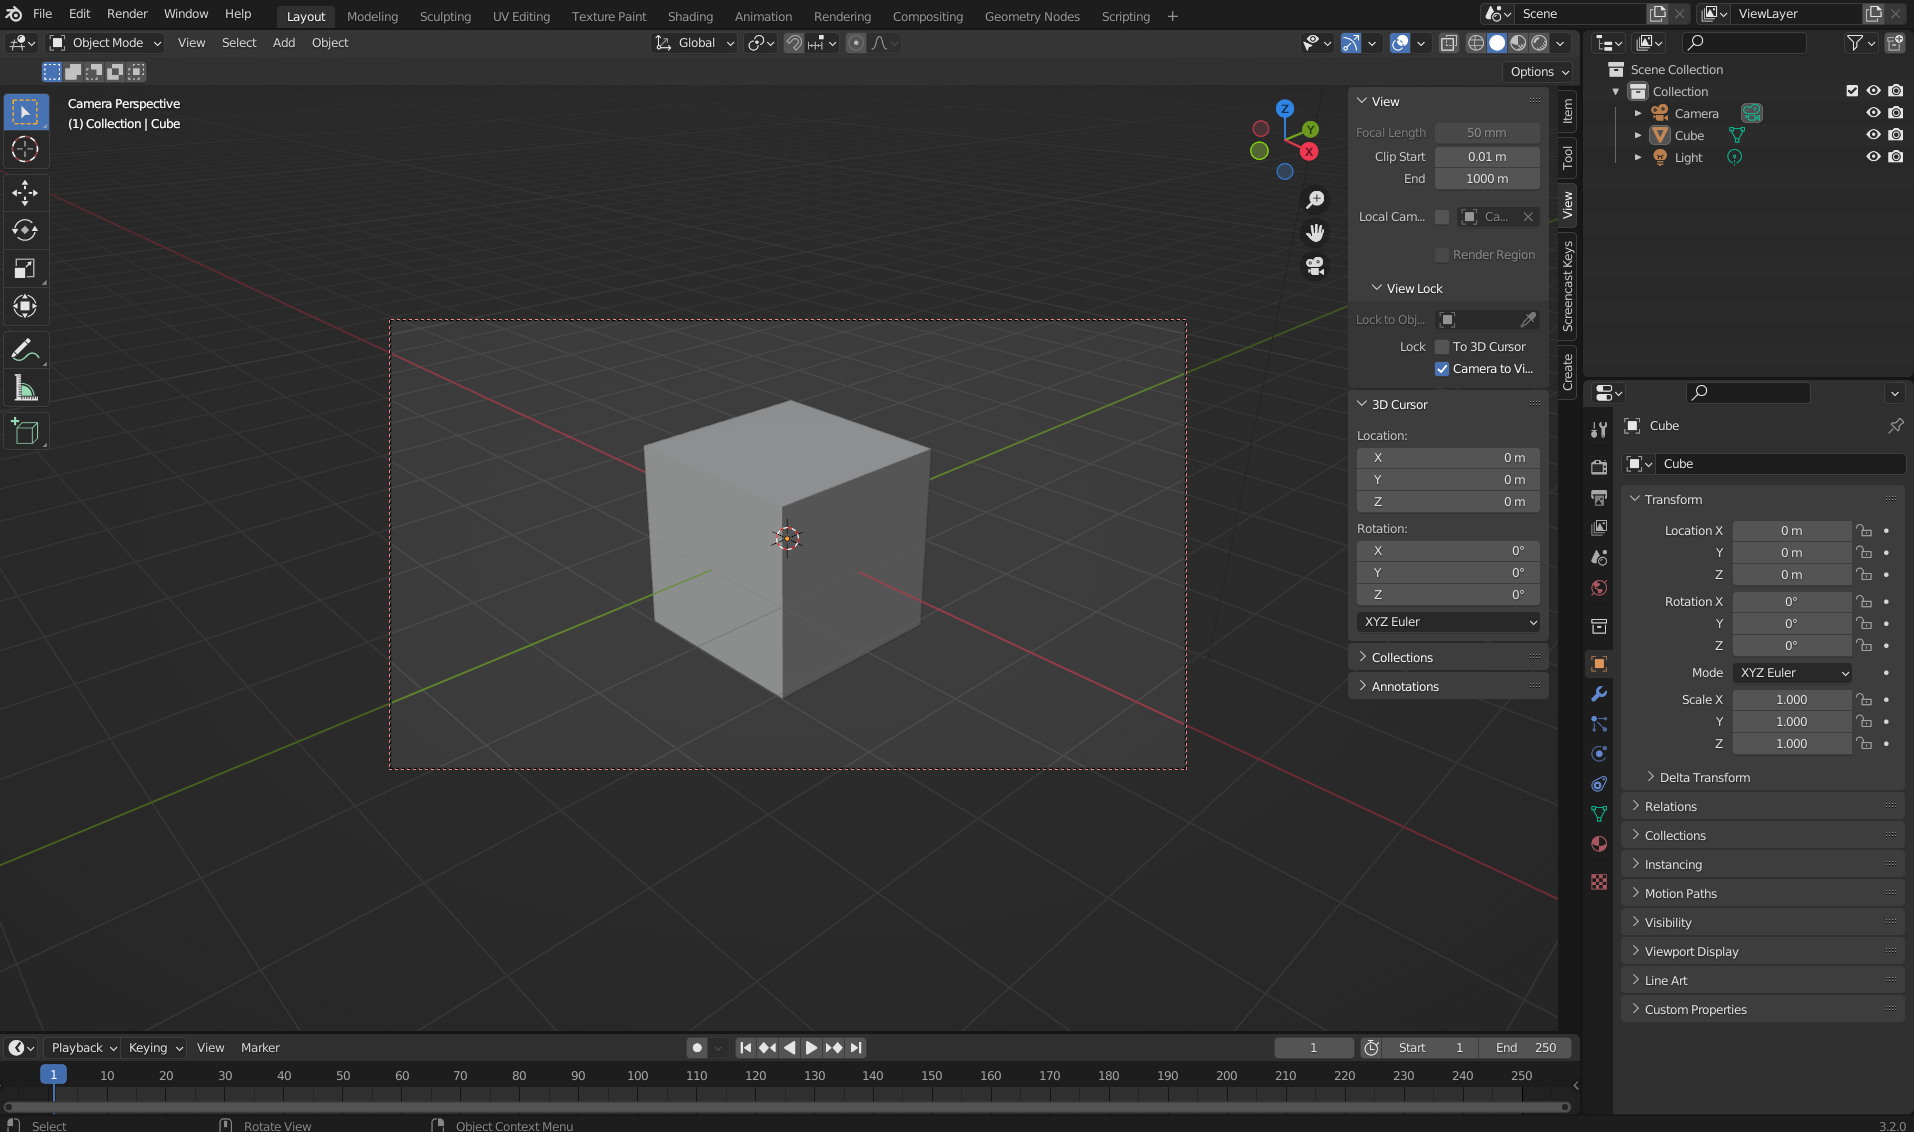 File Edit Render Window Help Layout Modeling Sculpting UV Editing Texture Paint Shading Animation Rendering Compositing Geometry Nodes Scripting + Scene ViewLayer
Object Mode View Select Add Object Global
Options
Camera Perspective
(1) Collection | Cube
Z
Y
X
View
Focal Length 50 mm
Clip Start 0.01 m
End 1000 m
Local Cam... Ca...
Render Region
View Lock
Lock to Obj...
Lock To 3D Cursor
Camera to Vi...
3D Cursor
Location:
X 0 m
Y 0 m
Z 0 m
Rotation:
X 0°
Y 0°
Z 0°
XYZ Euler
Collections
Annotations
Item
Tool
View
Screencast Keys
Create
Scene Collection
Collection
Camera
Cube
Light
Cube
Cube
Transform
Location X 0 m
Y 0 m
Z 0 m
Rotation X 0°
Y 0°
Z 0°
Mode XYZ Euler
Scale X 1.000
Y 1.000
Z 1.000
Delta Transform
Relations
Collections
Instancing
Motion Paths
Visibility
Viewport Display
Line Art
Custom Properties
Playback Keying View Marker 1 Start 1 End 250
1 10 20 30 40 50 60 70 80 90 100 110 120 130 140 150 160 170 180 190 200 210 220 230 240 250
Select Rotate View Object Context Menu 3.2.0